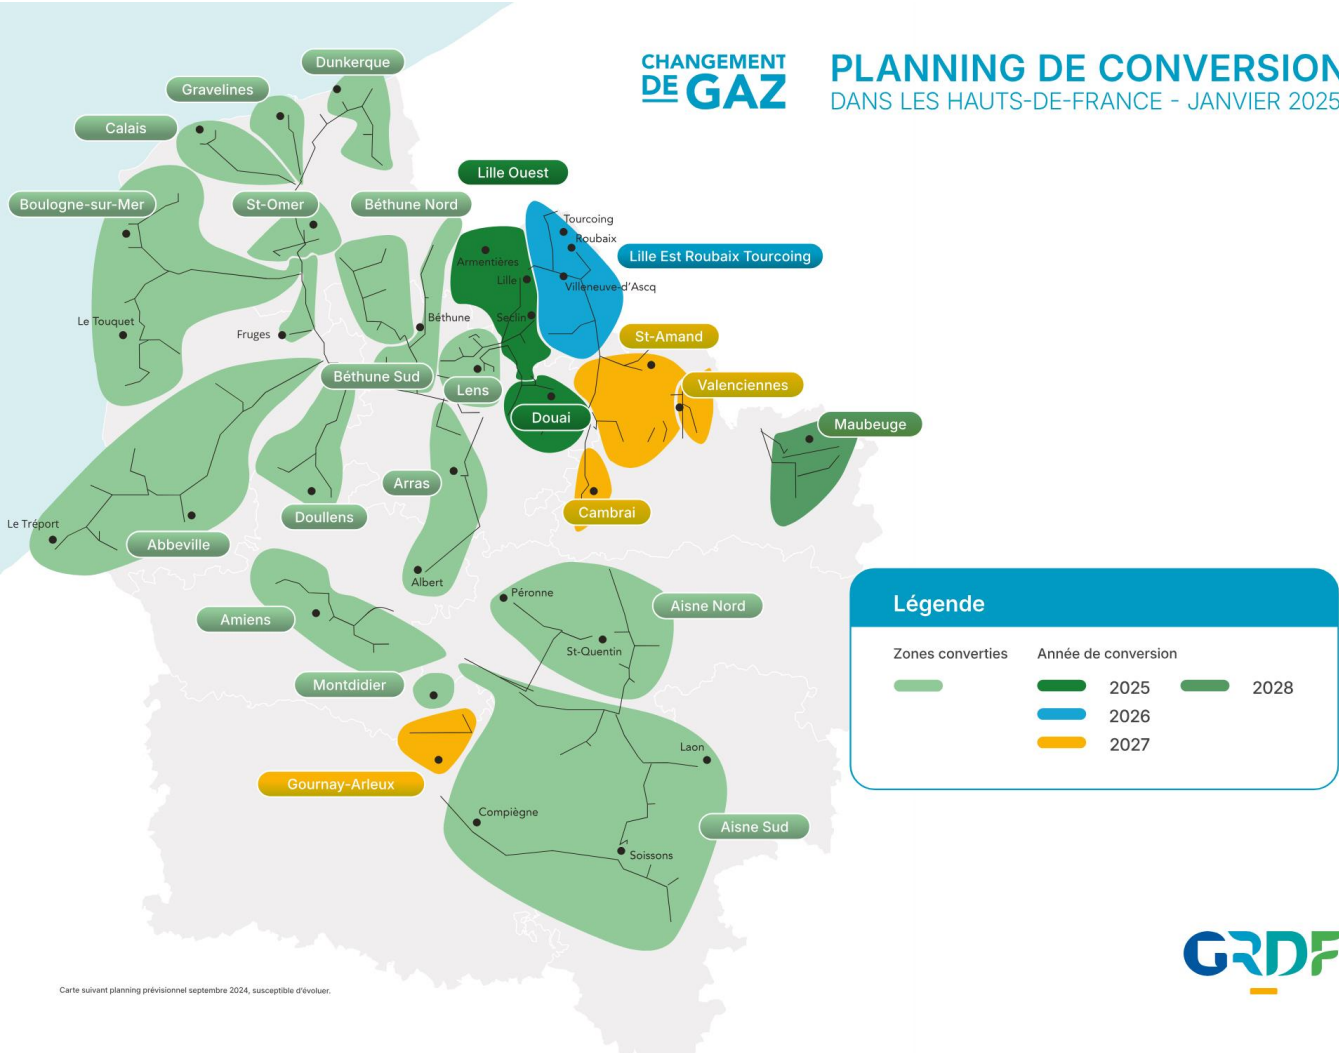 CHANGEMENT
DE GAZ
PLANNING DE CONVERSION
DANS LES HAUTS-DE-FRANCE - JANVIER 2025
Dunkerque
Gravelines
Calais
Lille Ouest
Boulogne-sur-Mer
St-Omer
Béthune Nord
Tourcoing
Roubaix
Lille Est Roubaix Tourcoing
Armentières
Lille
Villeneuve-d'Ascq
Le Touquet
Fruges
Béthune
Seclin
St-Amand
Béthune Sud
Lens
Valenciennes
Douai
Maubeuge
Arras
Doullens
Cambrai
Le Tréport
Abbeville
Albert
Péronne
Aisne Nord
Amiens
St-Quentin
Montdidier
Laon
Gournay-Arleux
Compiègne
Aisne Sud
Soissons
Légende
Zones converties
Année de conversion
2025
2028
2026
2027
GRDF
Carte suivant planning prévisionnel septembre 2024, susceptible d'évoluer.